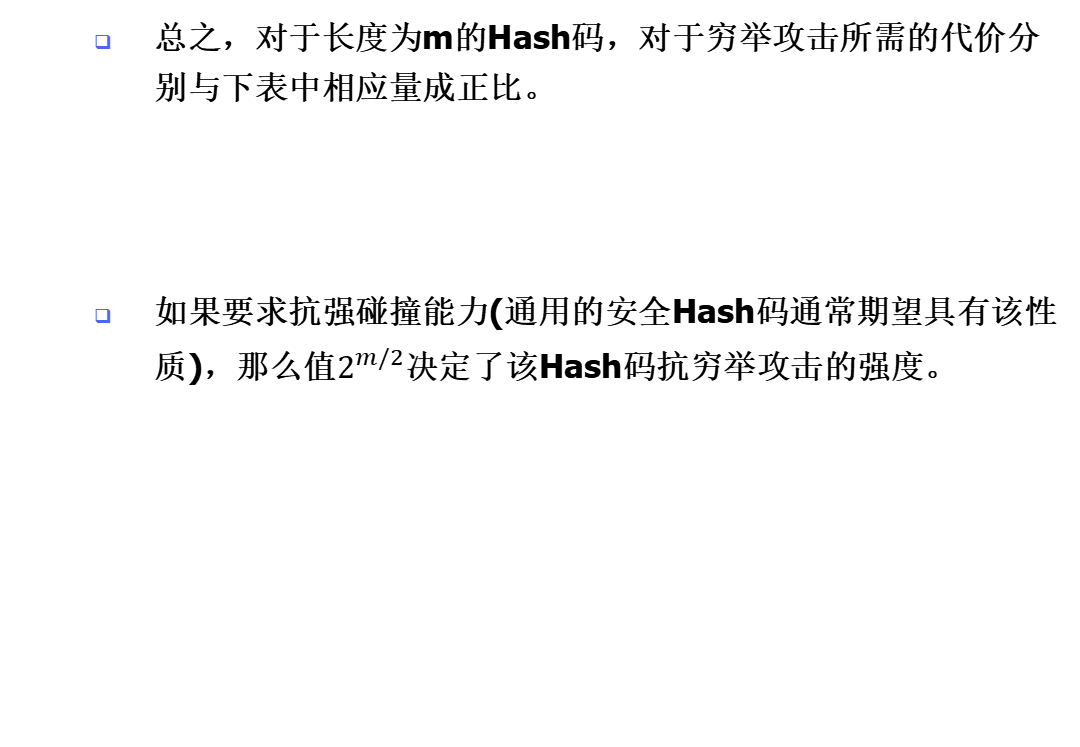 总之，对于长度为m的Hash码，对于穷举攻击所需的代价分
别与下表中相应量成正比。
如果要求抗强碰撞能力(通用的安全Hash码通常期望具有该性
质)，那么值2^{m/2}决定了该Hash码抗穷举攻击的强度。